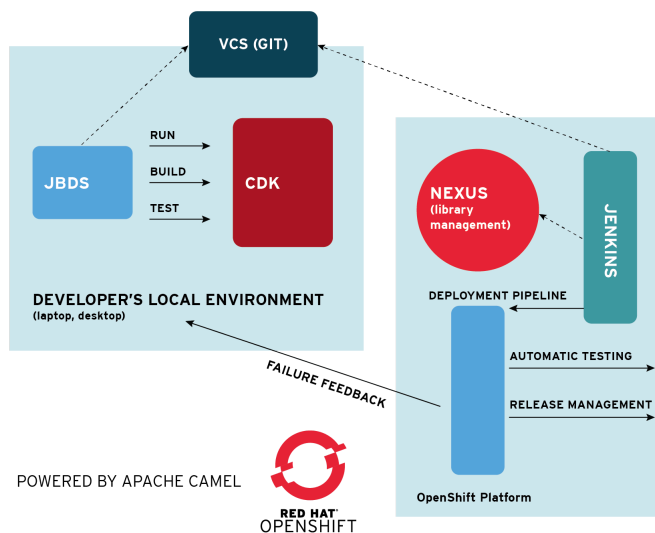 VCS (GIT)
RUN
JBDS
BUILD
CDK
TEST
DEVELOPER'S LOCAL ENVIRONMENT
(laptop, desktop)
NEXUS
(library
management)
JENKINS
DEPLOYMENT PIPELINE
AUTOMATIC TESTING
RELEASE MANAGEMENT
OpenShift Platform
FAILURE FEEDBACK
POWERED BY APACHE CAMEL
RED HAT®
OPENSHIFT